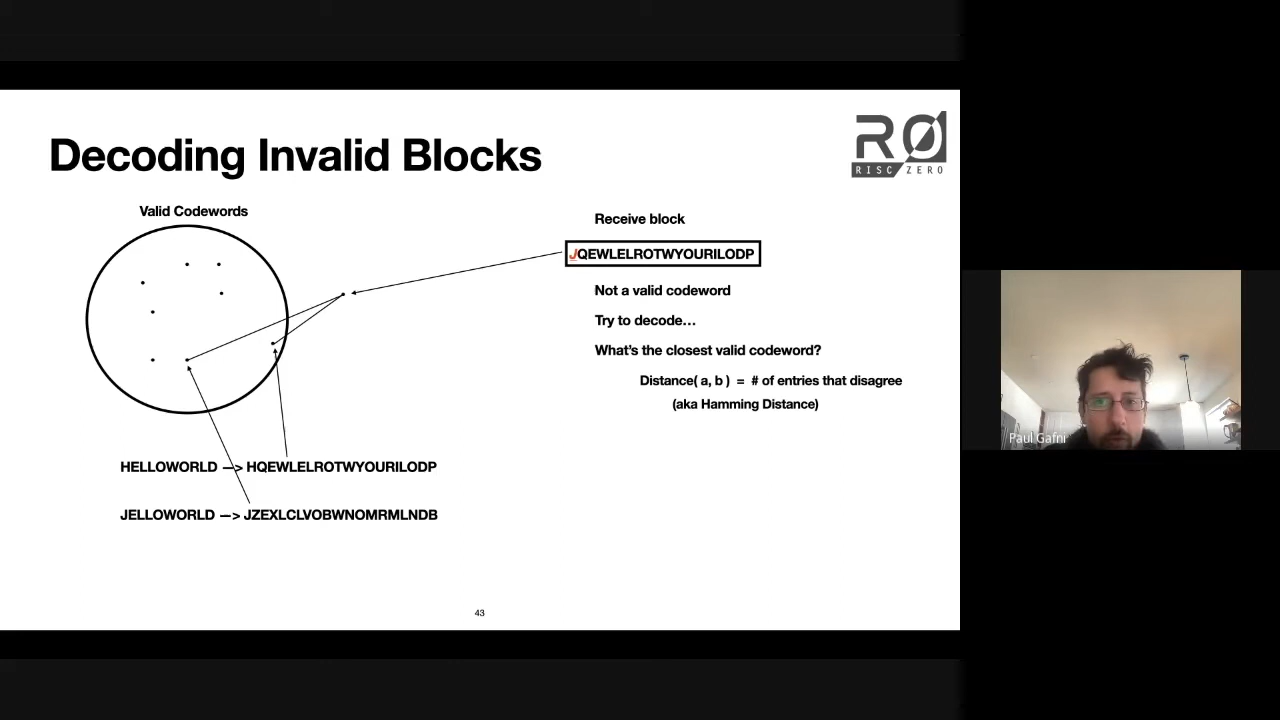 Decoding Invalid Blocks
RISC ZERO
Valid Codewords
Receive block
JQEWLELROTWYOURILODP
Not a valid codeword
Try to decode…
What's the closest valid codeword?
Distance( a, b ) = # of entries that disagree
(aka Hamming Distance)
HELLOWORLD —> HQEWLELROTWYOURILODP
JELLOWORLD —> JZEXLCLVOBWNOMRMLNDB
43
Paul Gafni